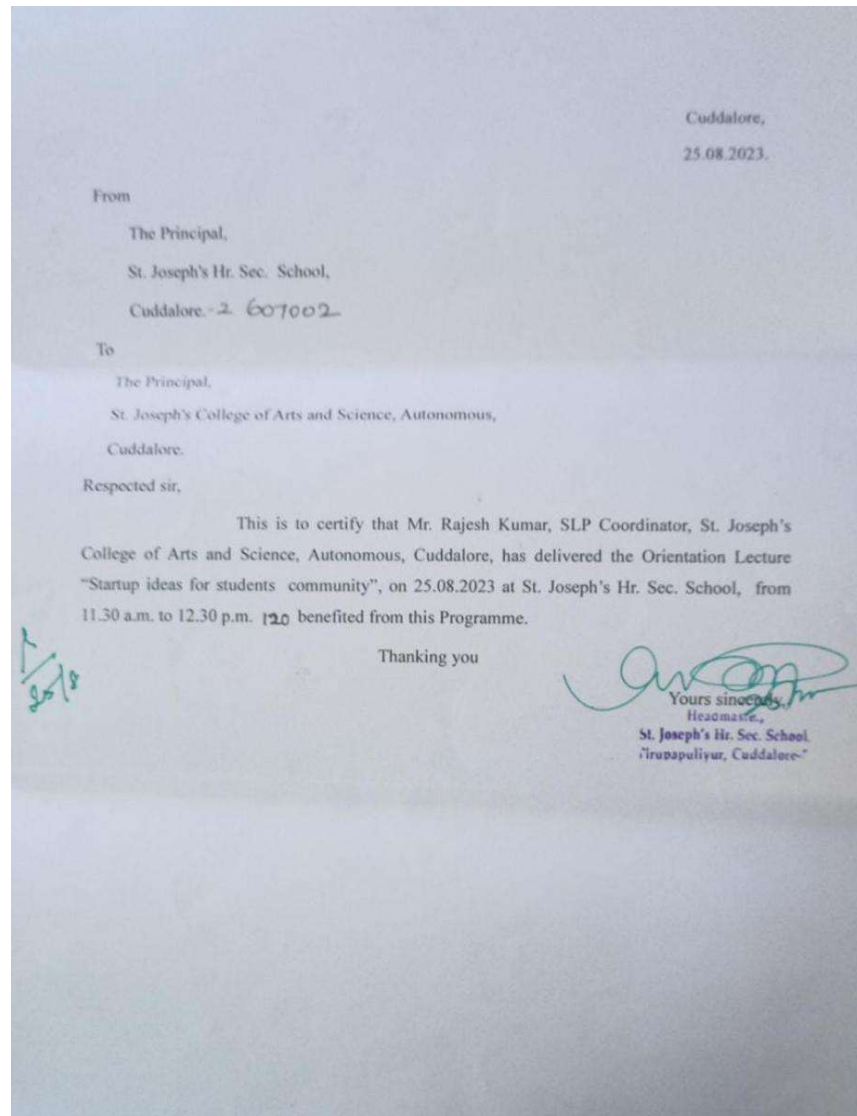 Cuddalore,
25.08.2023.
From
The Principal,
St. Joseph's Hr. Sec. School,
Cuddalore.-2 607002
To
The Principal,
St. Joseph's College of Arts and Science, Autonomous,
Cuddalore.
Respected sir,
This is to certify that Mr. Rajesh Kumar, SLP Coordinator, St. Joseph's
College of Arts and Science, Autonomous, Cuddalore, has delivered the Orientation Lecture
“Startup ideas for students community”, on 25.08.2023 at St. Joseph's Hr. Sec. School, from
11.30 a.m. to 12.30 p.m. 120 benefited from this Programme.
Thanking you
Yours sincerely,
Headmaster,
St. Joseph's Hr. Sec. School.
Cuddalore-